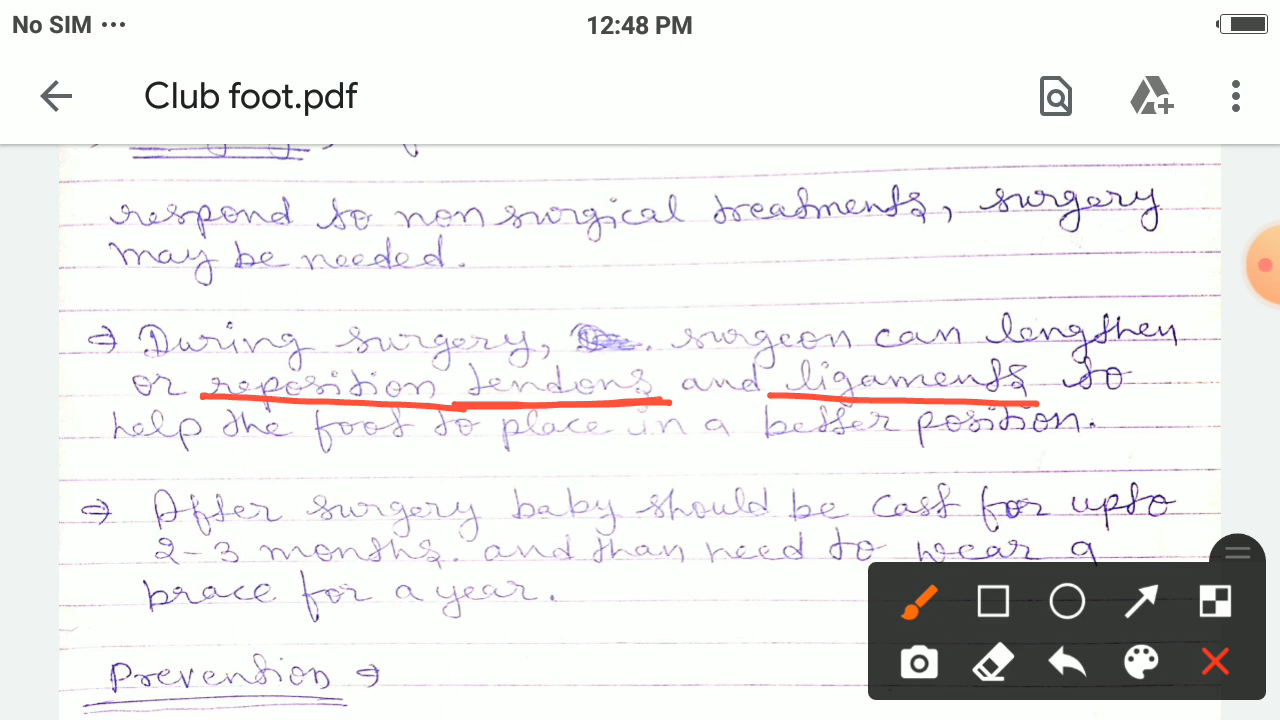 No SIM ···
12:48 PM
Club foot.pdf
respond to non surgical treatments, surgery
may be needed.
⇒ During surgery, surgeon can lengthen
or reposition tendons and ligaments to
help the foot to place in a better position.
⇒ After surgery baby should be cast for upto
2-3 months. and than need to wear a
brace for a year.
Prevention ⇒